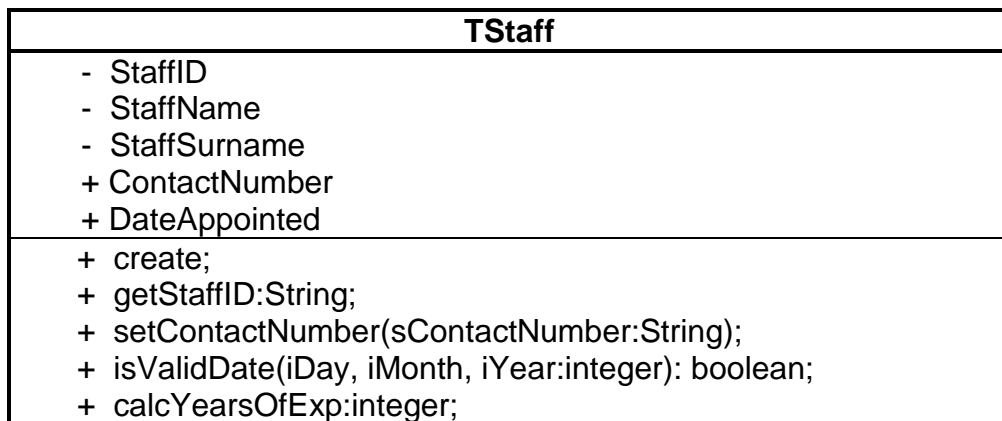 TStaff
- StaffID
- StaffName
- StaffSurname
+ ContactNumber
+ DateAppointed
+ create;
+ getStaffID:String;
+ setContactNumber(sContactNumber:String);
+ isValidDate(iDay, iMonth, iYear:integer): boolean;
+ calcYearsOfExp:integer;